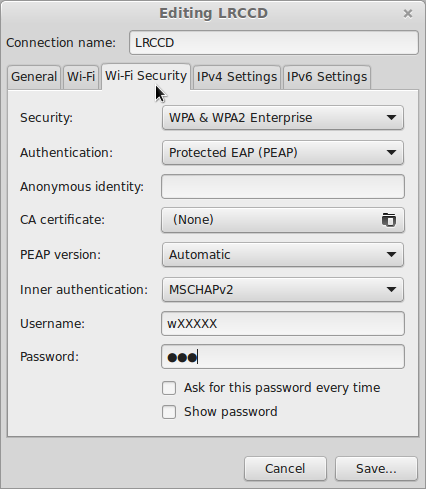 Editing LRCCD
Connection name: LRCCD
General Wi-Fi Wi-Fi Security IPv4 Settings IPv6 Settings
Security: WPA & WPA2 Enterprise
Authentication: Protected EAP (PEAP)
Anonymous identity:
CA certificate: (None)
PEAP version: Automatic
Inner authentication: MSCHAPv2
Username: wXXXXX
Password: ●●●
Ask for this password every time
Show password
Cancel Save...